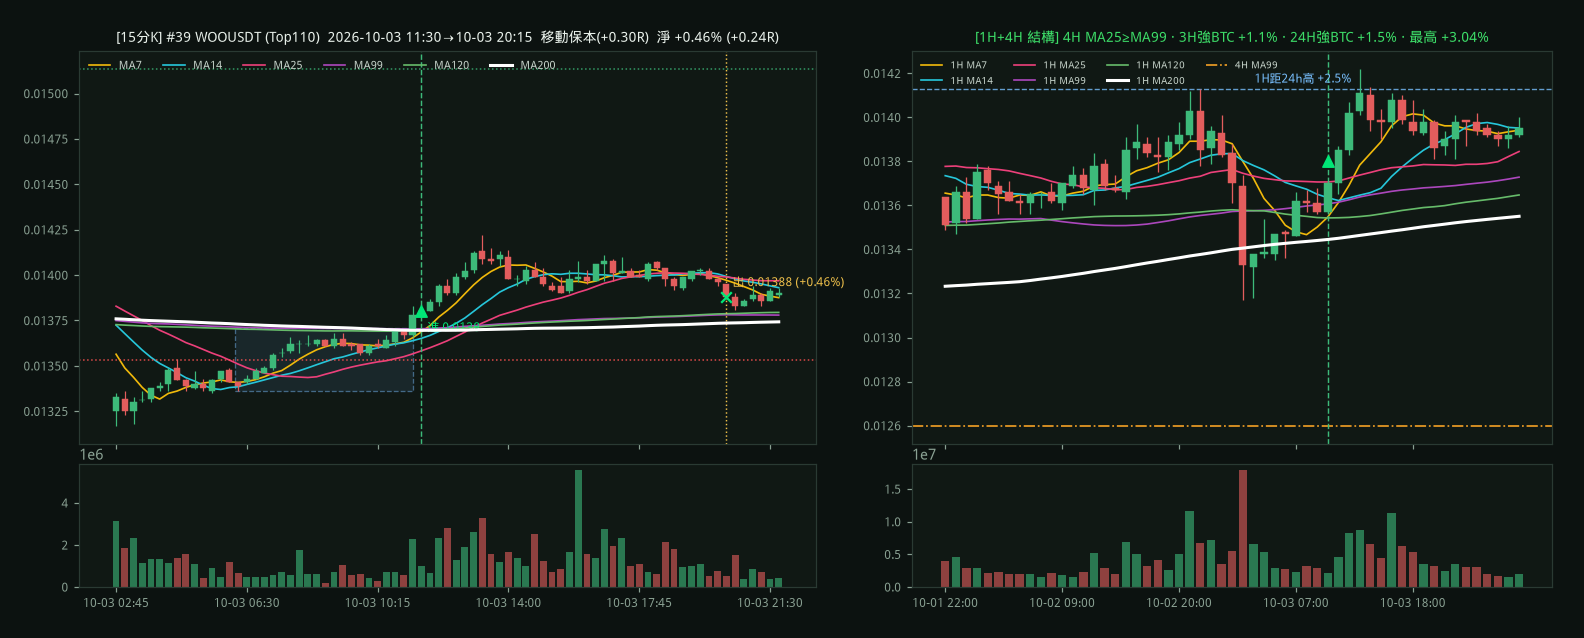 [15分K] #39 WOOUSDT (Top110)  2026-10-03 11:30→10-03 20:15  移動保本(+0.30R)  淨 +0.46% (+0.24R)
MA7 MA14 MA25 MA99 MA120 MA200
0.01500
0.01475
0.01450
0.01425
0.01400
0.01375
0.01350
0.01325
0.01388 (+0.46%)
1e6
4
2
0
10-03 02:45 10-03 06:30 10-03 10:15 10-03 14:00 10-03 17:45 10-03 21:30
[1H+4H 結構] 4H MA25≥MA99 · 3H強BTC +1.1% · 24H強BTC +1.5% · 最高 +3.04%
1H MA7 1H MA25 1H MA120 4H MA99
1H MA14 1H MA99 1H MA200
1H距24h高 +2.5%
0.0142
0.0140
0.0138
0.0136
0.0134
0.0132
0.0130
0.0128
0.0126
1e7
1.5
1.0
0.5
0.0
10-01 22:00 10-02 09:00 10-02 20:00 10-03 07:00 10-03 18:00